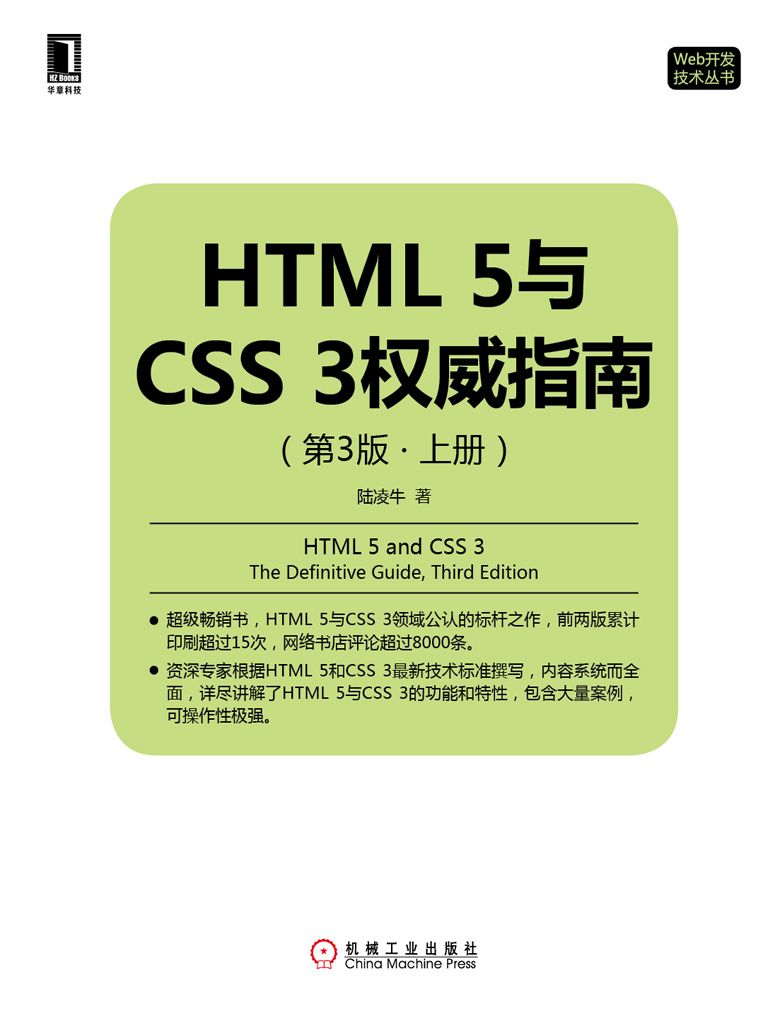 HZ BOOKS
华章科技
Web开发
技术丛书
HTML 5与
CSS 3权威指南
（第3版·上册）
陆凌牛 著
HTML 5 and CSS 3
The Definitive Guide, Third Edition
● 超级畅销书，HTML 5与CSS 3领域公认的标杆之作，前两版累计
印刷超过15次，网络书店评论超过8000条。
● 资深专家根据HTML 5和CSS 3最新技术标准撰写，内容系统而全
面，详尽讲解了HTML 5与CSS 3的功能和特性，包含大量案例，
可操作性极强。
机械工业出版社
China Machine Press